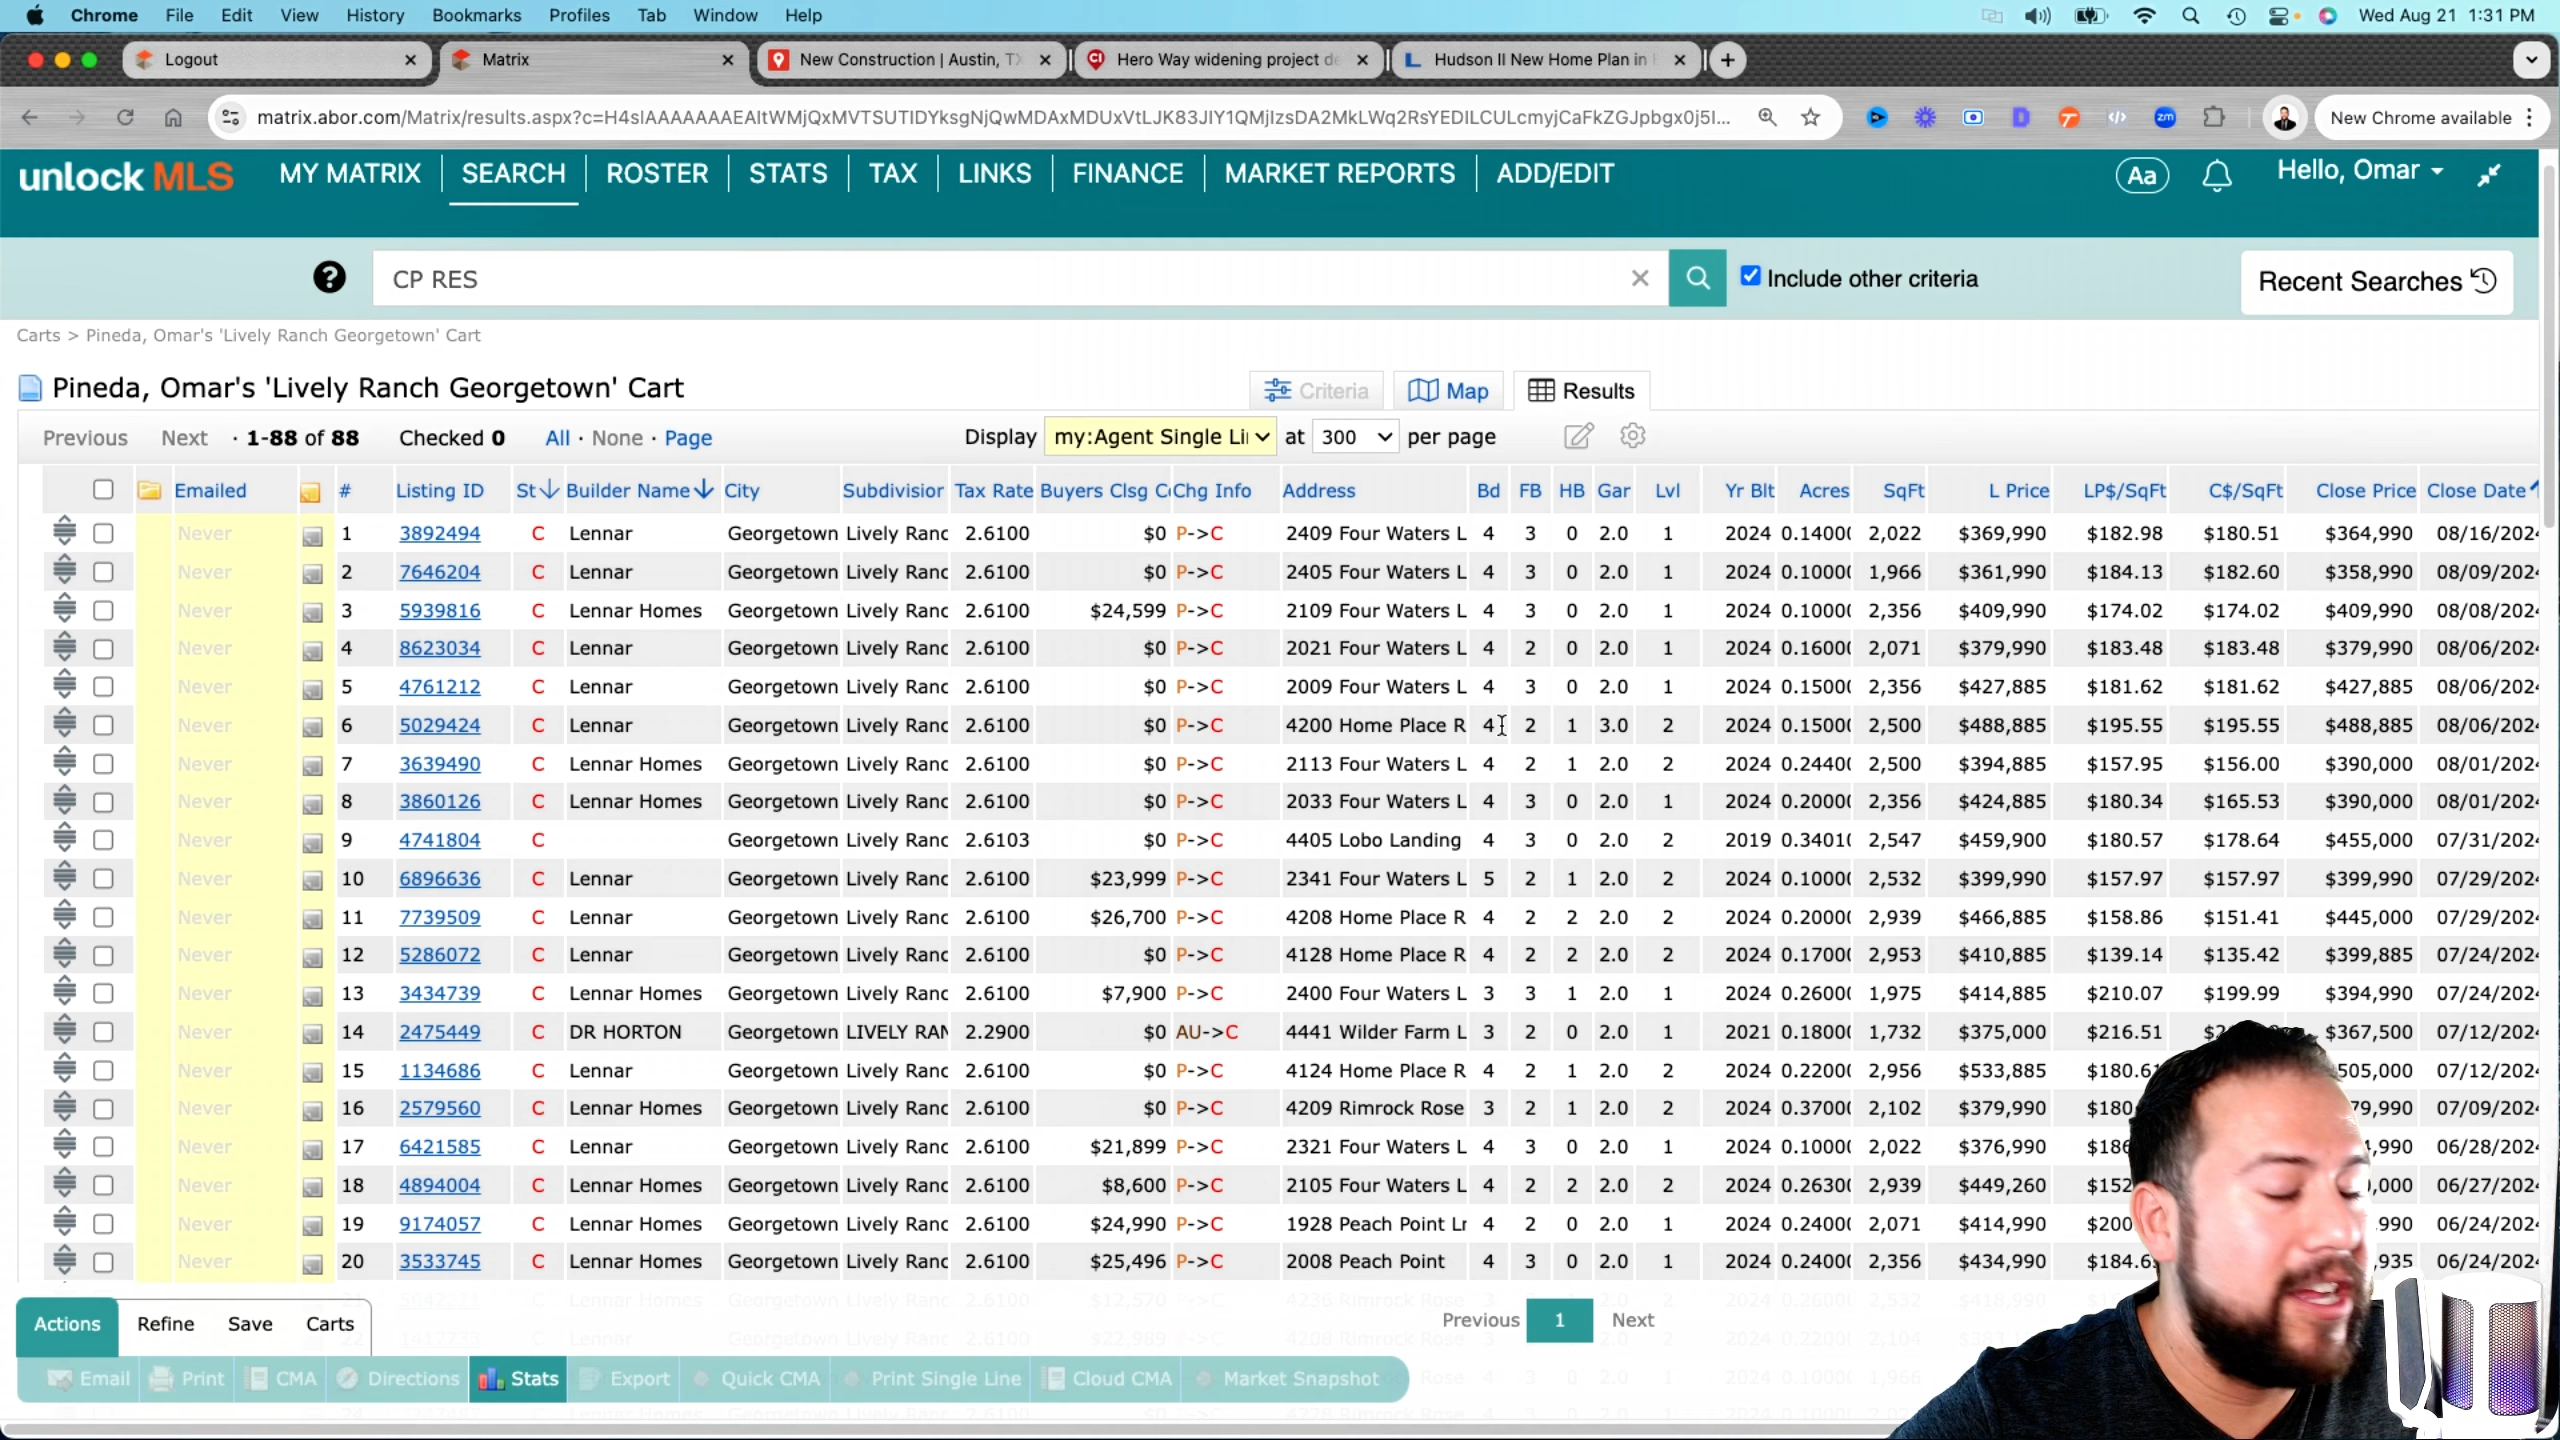 Chrome File Edit View History Bookmarks Profiles Tab Window Help Wed Aug 21 1:31 PM
Logout Matrix New Construction | Austin, TX Hero Way widening project de Hudson II New Home Plan in
matrix.abor.com/Matrix/results.aspx?c= New Chrome available
unlock MLS MY MATRIX SEARCH ROSTER STATS TAX LINKS FINANCE MARKET REPORTS ADD/EDIT Aa Hello, Omar
CP RES Include other criteria Recent Searches
Carts > Pineda, Omar's 'Lively Ranch Georgetown' Cart
Pineda, Omar's 'Lively Ranch Georgetown' Cart Criteria Map Results
Previous Next · 1-88 of 88 Checked 0 All · None · Page Display my:Agent Single Li at 300 per page
Emailed # Listing ID St Builder Name City Subdivision Tax Rate Buyers Clsg C Chg Info Address Bd FB HB Gar Lvl Yr Blt Acres SqFt L Price LP$/SqFt C$/SqFt Close Price Close Date
Never 1 3892494 C Lennar Georgetown Lively Ranc 2.6100 $0 P->C 2409 Four Waters L 4 3 0 2.0 1 2024 0.1400 2,022 $369,990 $182.98 $180.51 $364,990 08/16/202
Never 2 7646204 C Lennar Georgetown Lively Ranc 2.6100 $0 P->C 2405 Four Waters L 4 3 0 2.0 1 2024 0.1000 1,966 $361,990 $184.13 $182.60 $358,990 08/09/202
Never 3 5939816 C Lennar Homes Georgetown Lively Ranc 2.6100 $24,599 P->C 2109 Four Waters L 4 3 0 2.0 1 2024 0.1000 2,356 $409,990 $174.02 $174.02 $409,990 08/08/202
Never 4 8623034 C Lennar Georgetown Lively Ranc 2.6100 $0 P->C 2021 Four Waters L 4 2 0 2.0 1 2024 0.1600 2,071 $379,990 $183.48 $183.48 $379,990 08/06/202
Never 5 4761212 C Lennar Georgetown Lively Ranc 2.6100 $0 P->C 2009 Four Waters L 4 3 0 2.0 1 2024 0.1500 2,356 $427,885 $181.62 $181.62 $427,885 08/06/202
Never 6 5029424 C Lennar Georgetown Lively Ranc 2.6100 $0 P->C 4200 Home Place R 4 2 1 3.0 2 2024 0.1500 2,500 $488,885 $195.55 $195.55 $488,885 08/06/202
Never 7 3639490 C Lennar Homes Georgetown Lively Ranc 2.6100 $0 P->C 2113 Four Waters L 4 2 1 2.0 2 2024 0.2440 2,500 $394,885 $157.95 $156.00 $390,000 08/01/202
Never 8 3860126 C Lennar Homes Georgetown Lively Ranc 2.6100 $0 P->C 2033 Four Waters L 4 3 0 2.0 1 2024 0.2000 2,356 $424,885 $180.34 $165.53 $390,000 08/01/202
Never 9 4741804 C Georgetown Lively Ranc 2.6103 $0 P->C 4405 Lobo Landing 4 3 0 2.0 2 2019 0.3401 2,547 $459,900 $180.57 $178.64 $455,000 07/31/202
Never 10 6896636 C Lennar Georgetown Lively Ranc 2.6100 $23,999 P->C 2341 Four Waters L 5 2 1 2.0 2 2024 0.1000 2,532 $399,990 $157.97 $157.97 $399,990 07/29/202
Never 11 7739509 C Lennar Georgetown Lively Ranc 2.6100 $26,700 P->C 4208 Home Place R 4 2 2 2.0 2 2024 0.2000 2,939 $466,885 $158.86 $151.41 $445,000 07/29/202
Never 12 5286072 C Lennar Georgetown Lively Ranc 2.6100 $0 P->C 4128 Home Place R 4 2 2 2.0 2 2024 0.1700 2,953 $410,885 $139.14 $135.42 $399,885 07/24/202
Never 13 3434739 C Lennar Homes Georgetown Lively Ranc 2.6100 $7,900 P->C 2400 Four Waters L 3 3 1 2.0 1 2024 0.2600 1,975 $414,885 $210.07 $199.99 $394,990 07/24/202
Never 14 2475449 C DR HORTON Georgetown LIVELY RAN 2.2900 $0 AU->C 4441 Wilder Farm L 3 2 0 2.0 1 2021 0.1800 1,732 $375,000 $216.51 $367,500 07/12/202
Never 15 1134686 C Lennar Georgetown Lively Ranc 2.6100 $0 P->C 4124 Home Place R 4 2 1 2.0 2 2024 0.2200 2,956 $533,885 $180.61 505,000 07/12/202
Never 16 2579560 C Lennar Homes Georgetown Lively Ranc 2.6100 $0 P->C 4209 Rimrock Rose 3 2 1 2.0 2 2024 0.3700 2,102 $379,990 $180 79,990 07/09/202
Never 17 6421585 C Lennar Georgetown Lively Ranc 2.6100 $21,899 P->C 2321 Four Waters L 4 3 0 2.0 1 2024 0.1000 2,022 $376,990 $186 ,990 06/28/202
Never 18 4894004 C Lennar Homes Georgetown Lively Ranc 2.6100 $8,600 P->C 2105 Four Waters L 4 2 2 2.0 2 2024 0.2630 2,939 $449,260 $152 ,000 06/27/202
Never 19 9174057 C Lennar Homes Georgetown Lively Ranc 2.6100 $24,990 P->C 1928 Peach Point Ln 4 2 0 2.0 1 2024 0.2400 2,071 $414,990 $200 990 06/24/202
Never 20 3533745 C Lennar Homes Georgetown Lively Ranc 2.6100 $25,496 P->C 2008 Peach Point 4 3 0 2.0 1 2024 0.2400 2,356 $434,990 $184.6 ,935 06/24/202
Actions Refine Save Carts Previous 1 Next
Email Print CMA Directions Stats Export Quick CMA Print Single Line Cloud CMA Market Snapshot